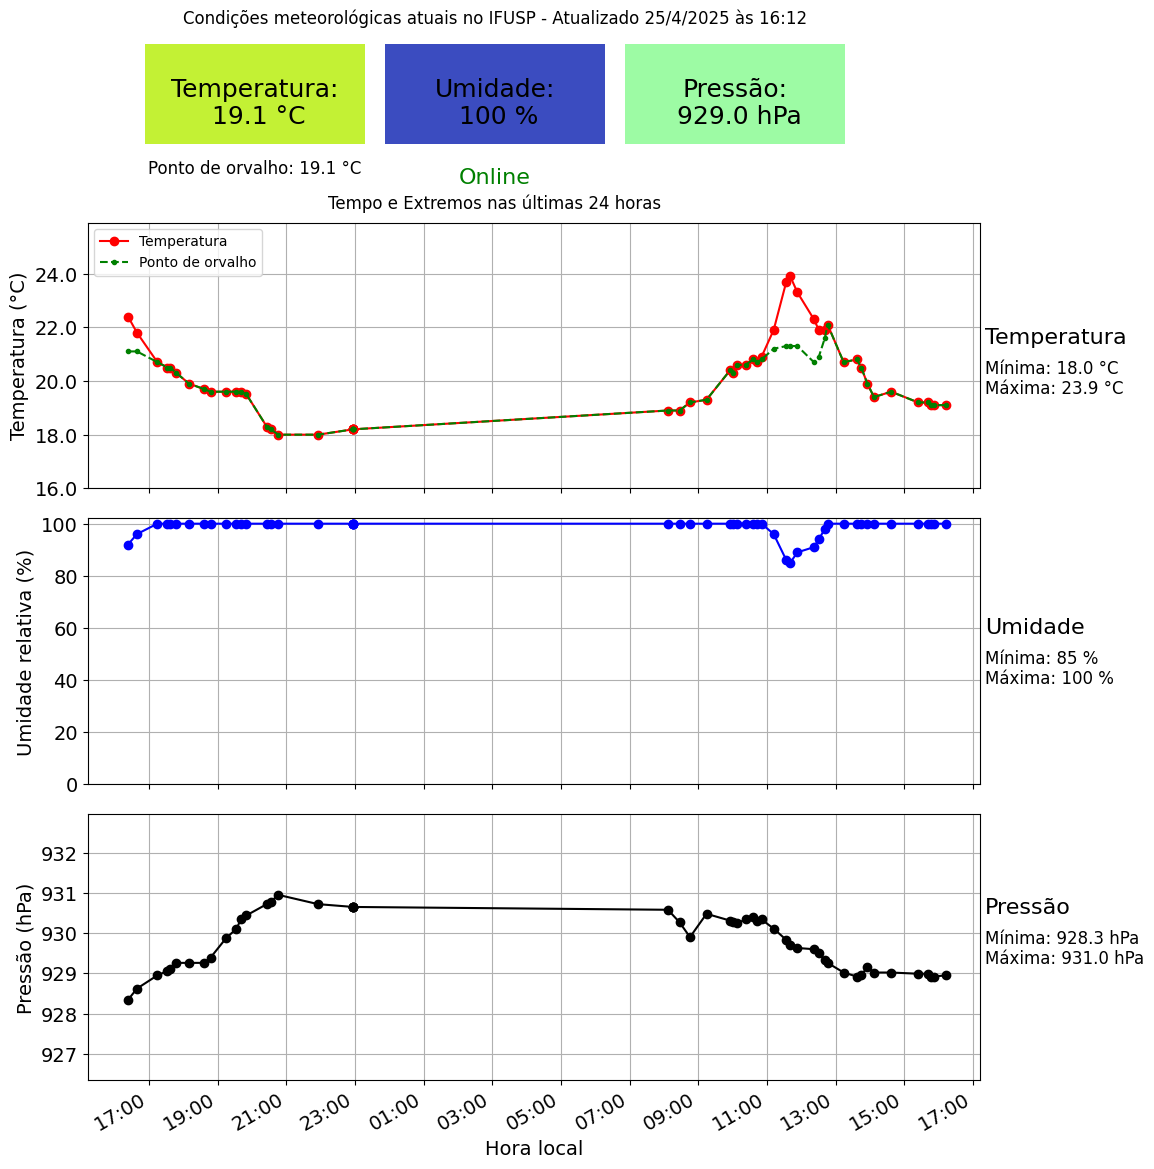 Condições meteorológicas atuais no IFUSP - Atualizado 25/4/2025 às 16:12
Temperatura:
19.1 °C
Umidade:
100 %
Pressão:
929.0 hPa
Ponto de orvalho: 19.1 °C
Online
Tempo e Extremos nas últimas 24 horas
Temperatura
Ponto de orvalho
Temperatura (°C)
24.0
22.0
20.0
18.0
16.0
Temperatura
Mínima: 18.0 °C
Máxima: 23.9 °C
Umidade relativa (%)
100
80
60
40
20
0
Umidade
Mínima: 85 %
Máxima: 100 %
Pressão (hPa)
932
931
930
929
928
927
Pressão
Mínima: 928.3 hPa
Máxima: 931.0 hPa
17:00 19:00 21:00 23:00 01:00 03:00 05:00 07:00 09:00 11:00 13:00 15:00 17:00
Hora local